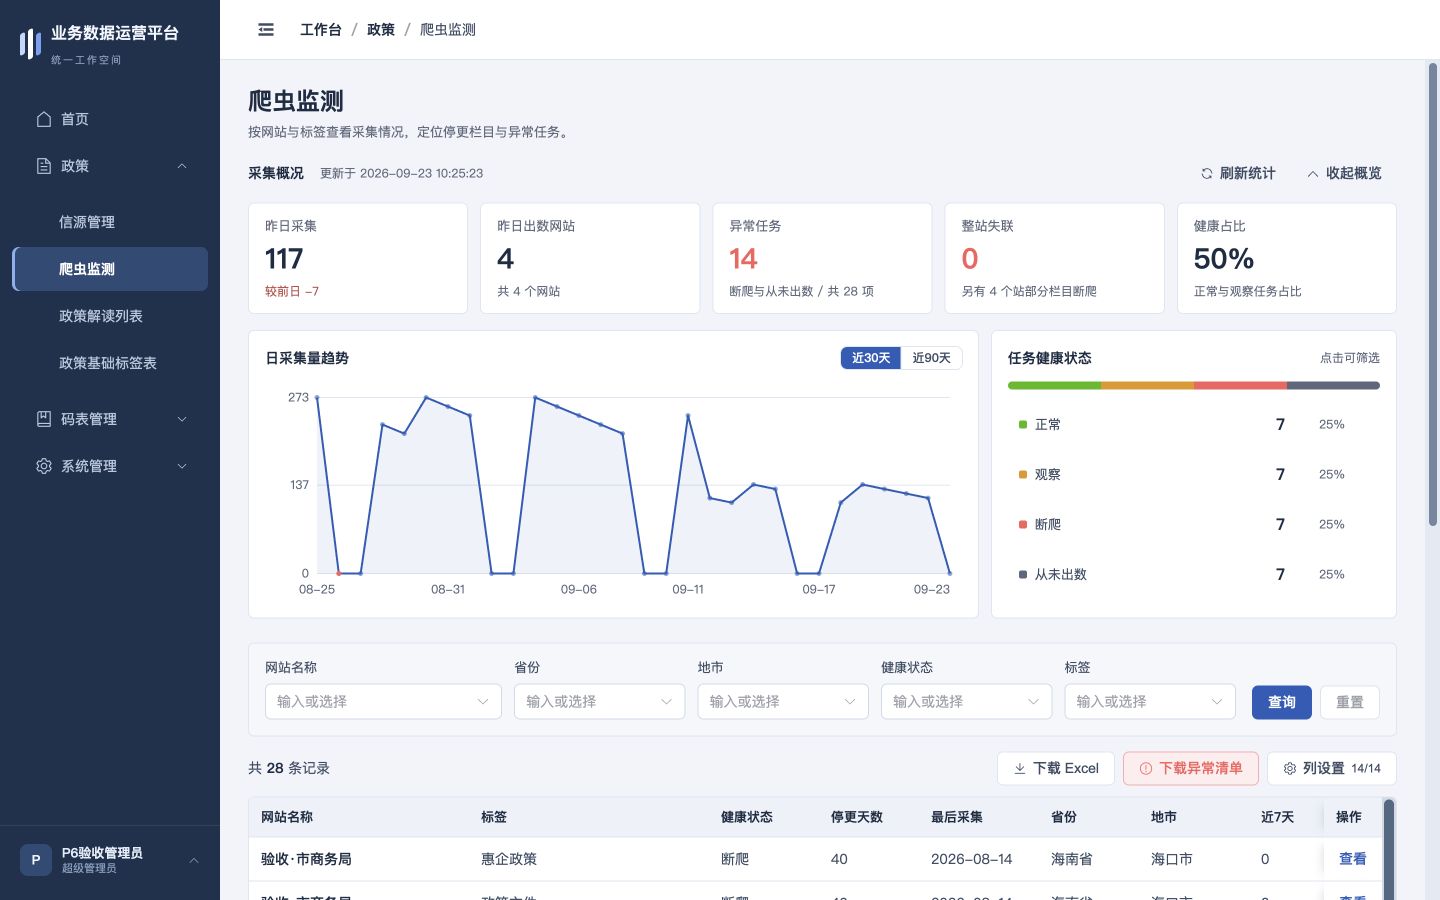 业务数据运营平台
统一工作空间
首页
政策
信源管理
爬虫监测
政策解读列表
政策基础标签表
码表管理
系统管理
P
P6验收管理员
超级管理员
工作台 / 政策 / 爬虫监测
爬虫监测
按网站与标签查看采集情况，定位停更栏目与异常任务。
采集概况 更新于 2026-09-23 10:25:23
刷新统计 收起概览
昨日采集
117
较前日 -7
昨日出数网站
4
共 4 个网站
异常任务
14
断爬与从未出数 / 共 28 项
整站失联
0
另有 4 个站部分栏目断爬
健康占比
50%
正常与观察任务占比
日采集量趋势
近30天 近90天
273
137
0
08-25 08-31 09-06 09-11 09-17 09-23
任务健康状态 点击可筛选
正常 7 25%
观察 7 25%
断爬 7 25%
从未出数 7 25%
网站名称 省份 地市 健康状态 标签
输入或选择 输入或选择 输入或选择 输入或选择 输入或选择 查询 重置
共 28 条记录
下载 Excel 下载异常清单 列设置 14/14
网站名称 标签 健康状态 停更天数 最后采集 省份 地市 近7天 操作
验收·市商务局 惠企政策 断爬 40 2026-08-14 海南省 海口市 0 查看